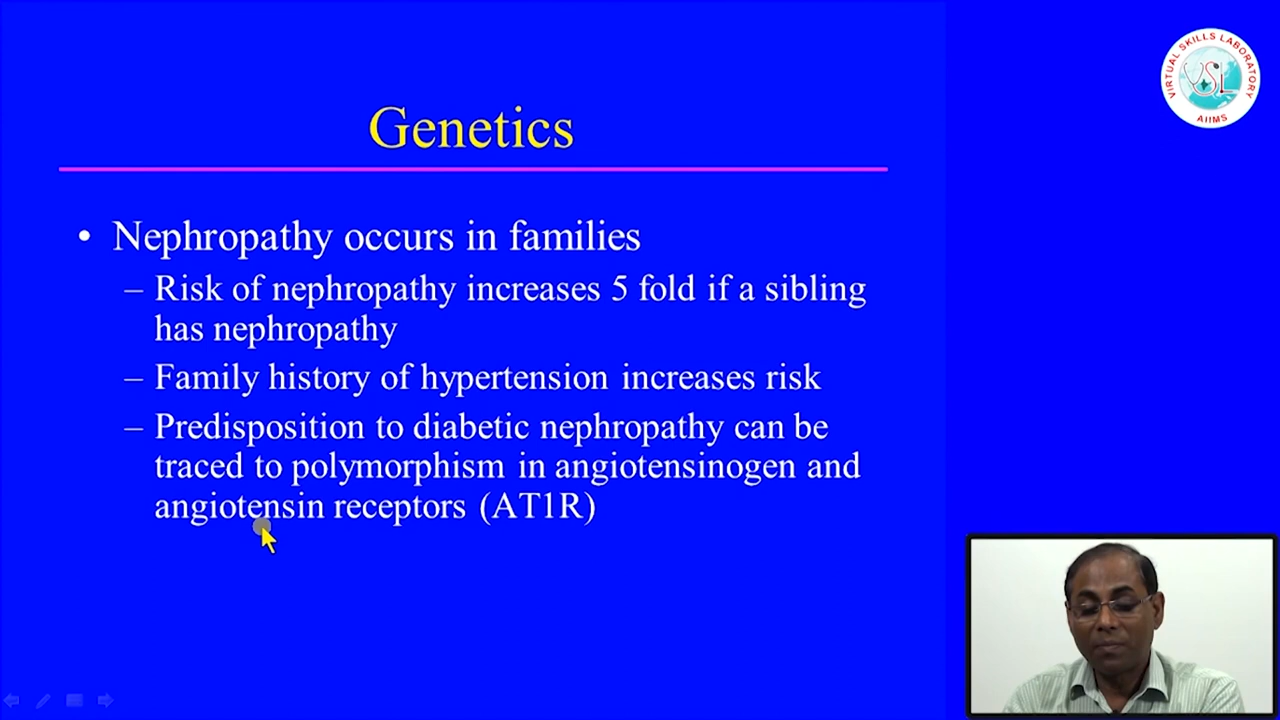 Genetics
• Nephropathy occurs in families
– Risk of nephropathy increases 5 fold if a sibling
has nephropathy
– Family history of hypertension increases risk
– Predisposition to diabetic nephropathy can be
traced to polymorphism in angiotensinogen and
angiotensin receptors (AT1R)
VIRTUAL SKILLS LABORATORY
VSL
AIIMS